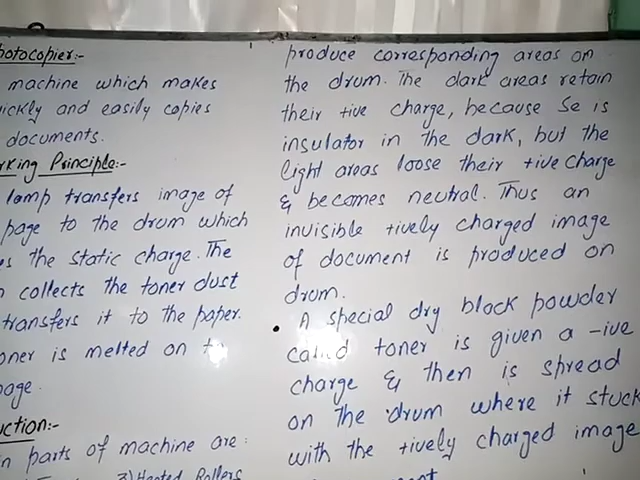 otocopier:-
machine which makes
ickly and easily copies
documents.
rking Principle:-
lamp transfers image of
page to the drum which
es the static charge. The
collects the toner dust
transfers it to the paper.
oner is melted on
page.
uction:-
n parts of machine are:
3) Heated Rollers
produce corresponding areas on
the drum. The dark areas retain
their +ive charge, because Se is
insulator in the dark, but the
light areas loose their +ive charge
& becomes neutral. Thus an
invisible +ively charged image
of document is produced on
drum.
• A special dry black powder
called toner is given a -ive
charge & then is spread
on the drum where it stuck
with the +ively charged image